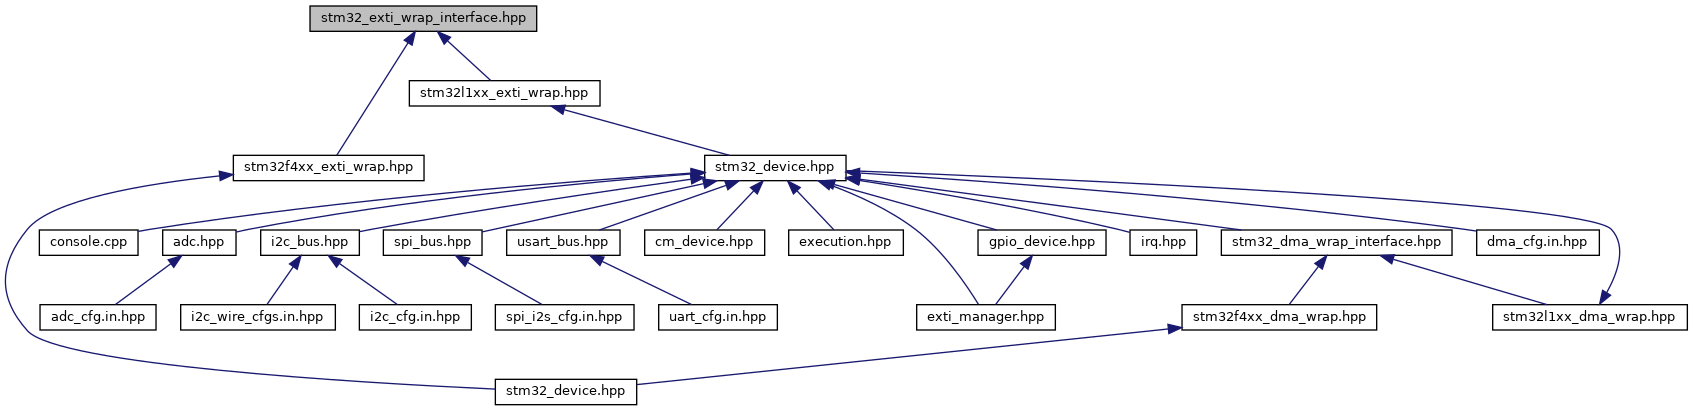 stm32_exti_wrap_interface.hpp
stm32l1xx_exti_wrap.hpp
stm32f4xx_exti_wrap.hpp
stm32_device.hpp
console.cpp
adc.hpp
i2c_bus.hpp
spi_bus.hpp
usart_bus.hpp
cm_device.hpp
execution.hpp
gpio_device.hpp
irq.hpp
stm32_dma_wrap_interface.hpp
dma_cfg.in.hpp
adc_cfg.in.hpp
i2c_wire_cfgs.in.hpp
i2c_cfg.in.hpp
spi_i2s_cfg.in.hpp
uart_cfg.in.hpp
exti_manager.hpp
stm32f4xx_dma_wrap.hpp
stm32l1xx_dma_wrap.hpp
stm32_device.hpp